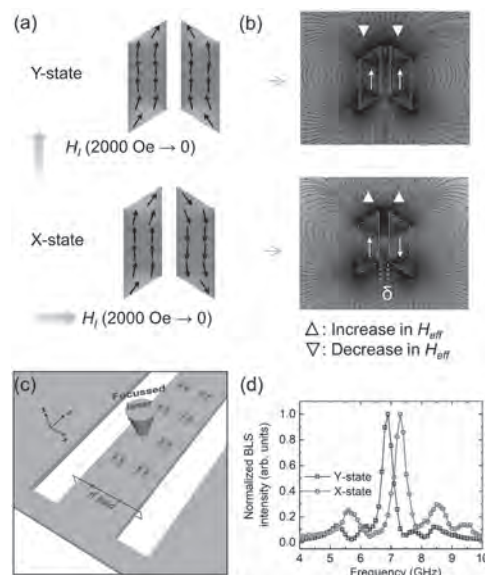 (a)
Y-state
H_I (2000 Oe → 0)
X-state
H_I (2000 Oe → 0)
(b)
δ
△: Increase in H_eff
▽: Decrease in H_eff
(c)
Focussed
laser
(d)
Normalized BLS
intensity (arb. units)
1.0
0.8
0.6
0.4
0.2
0.0
Y-state
X-state
4 5 6 7 8 9 10
Frequency (GHz)